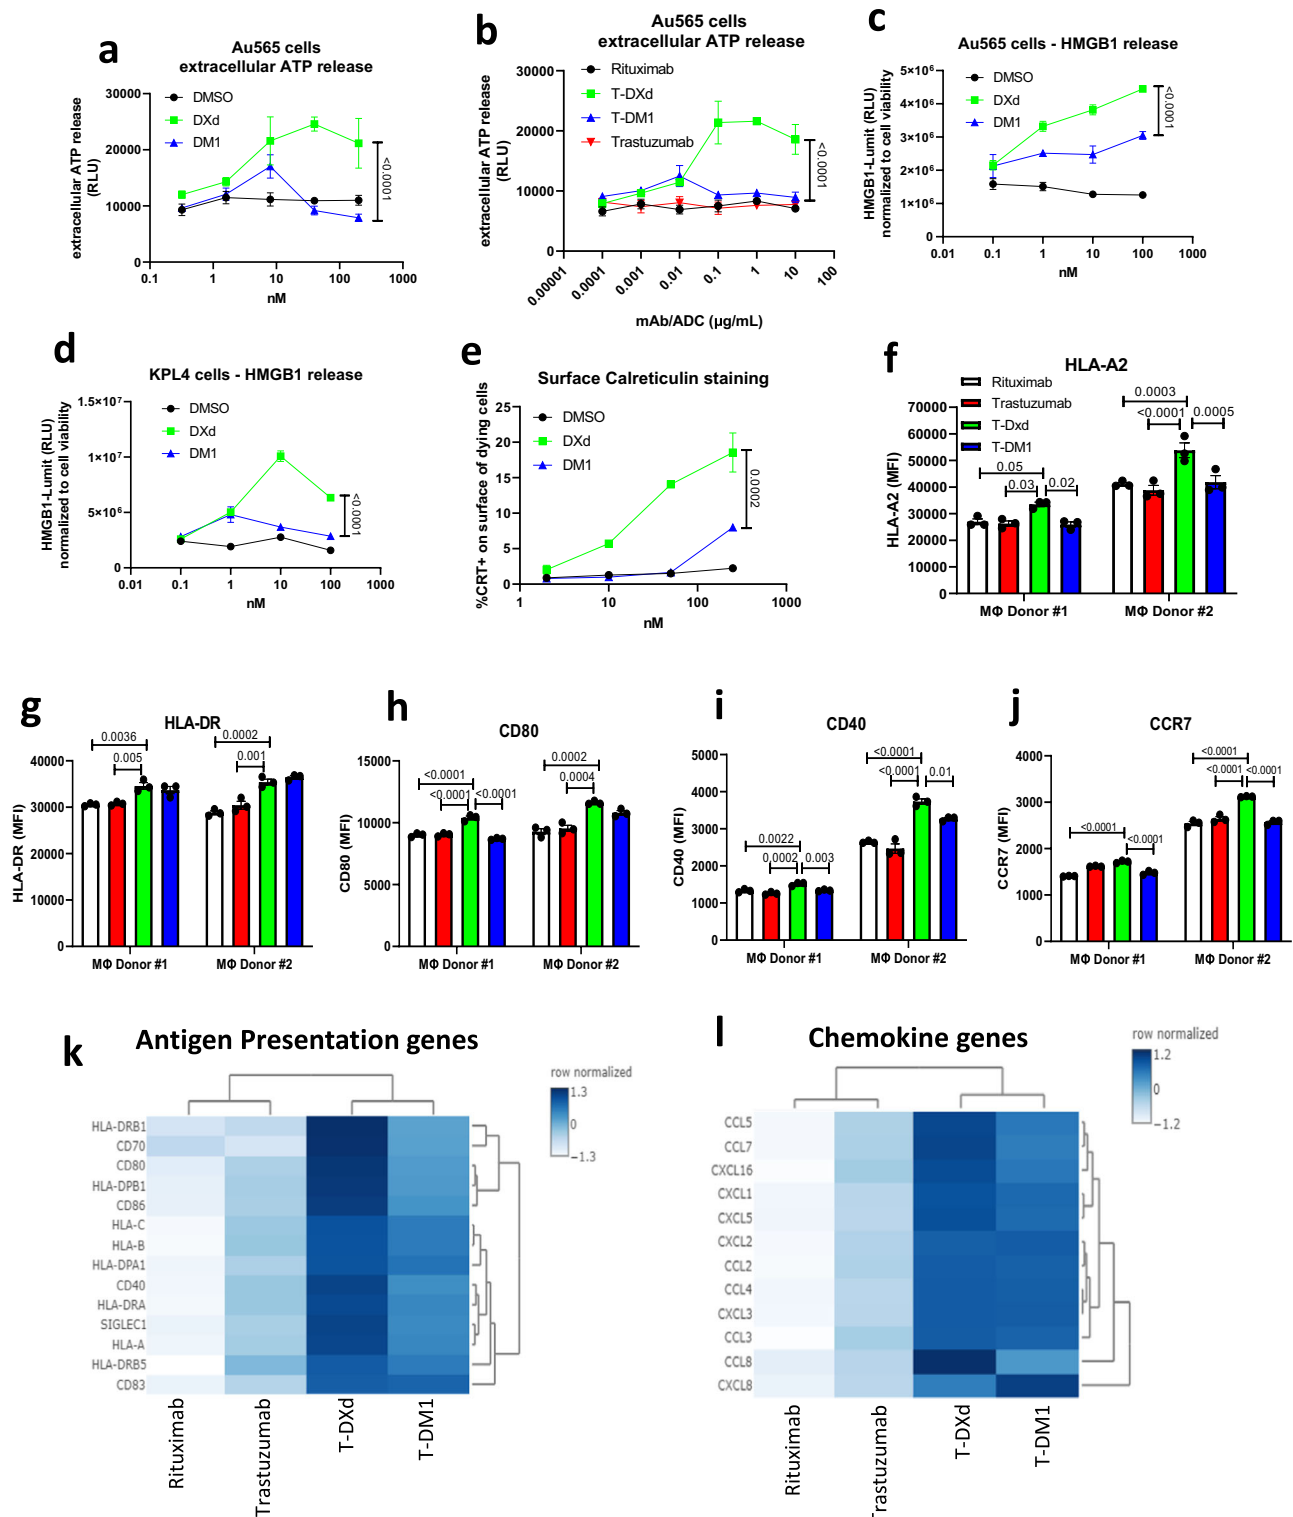 a
Au565 cells
extracellular ATP release
extracellular ATP release
(RLU)
30000
20000
10000
0
DMSO
DXd
DM1
<0.0001
0.1
1
10
100
1000
nM
b
Au565 cells
extracellular ATP release
extracellular ATP release
(RLU)
30000
20000
10000
0
Rituximab
T-DXd
T-DM1
Trastuzumab
<0.0001
0.00001
0.0001
0.001
0.01
0.1
1
10
100
mAb/ADC (µg/mL)
c
Au565 cells - HMGB1 release
HMGB1-Lumit (RLU)
normalized to cell viability
5×10⁶
4×10⁶
3×10⁶
2×10⁶
1×10⁶
0
DMSO
DXd
DM1
<0.0001
0.01
0.1
1
10
100
1000
nM
d
KPL4 cells - HMGB1 release
HMGB1-Lumit (RLU)
normalized to cell viability
1.5×10⁷
1×10⁷
5×10⁶
0
DMSO
DXd
DM1
<0.0001
0.01
0.1
1
10
100
1000
nM
e
Surface Calreticulin staining
%CRT+ on surface of dying cells
25
20
15
10
5
0
DMSO
DXd
DM1
0.0002
1
10
100
1000
nM
f
HLA-A2
HLA-A2 (MFI)
70000
60000
50000
40000
30000
20000
10000
0
Rituximab
Trastuzumab
T-Dxd
T-DM1
0.05
0.03
0.02
0.0003
<0.0001
0.0005
MΦ Donor #1
MΦ Donor #2
g
HLA-DR
HLA-DR (MFI)
40000
30000
20000
10000
0
0.0036
0.005
0.0002
0.001
MΦ Donor #1
MΦ Donor #2
h
CD80
CD80 (MFI)
15000
10000
5000
0
<0.0001
<0.0001
<0.0001
0.0002
0.0004
MΦ Donor #1
MΦ Donor #2
i
CD40
CD40 (MFI)
5000
4000
3000
2000
1000
0
0.0022
0.0002
0.003
<0.0001
<0.0001
0.01
MΦ Donor #1
MΦ Donor #2
j
CCR7
CCR7 (MFI)
4000
3000
2000
1000
0
<0.0001
<0.0001
<0.0001
<0.0001
<0.0001
MΦ Donor #1
MΦ Donor #2
k
Antigen Presentation genes
row normalized
1.3
0
−1.3
HLA-DRB1
CD70
CD80
HLA-DPB1
CD86
HLA-C
HLA-B
HLA-DPA1
CD40
HLA-DRA
SIGLEC1
HLA-A
HLA-DRB5
CD83
Rituximab
Trastuzumab
T-DXd
T-DM1
l
Chemokine genes
row normalized
1.2
0
−1.2
CCL5
CCL7
CXCL16
CXCL1
CXCL5
CXCL2
CCL2
CCL4
CXCL3
CCL3
CCL8
CXCL8
Rituximab
Trastuzumab
T-DXd
T-DM1